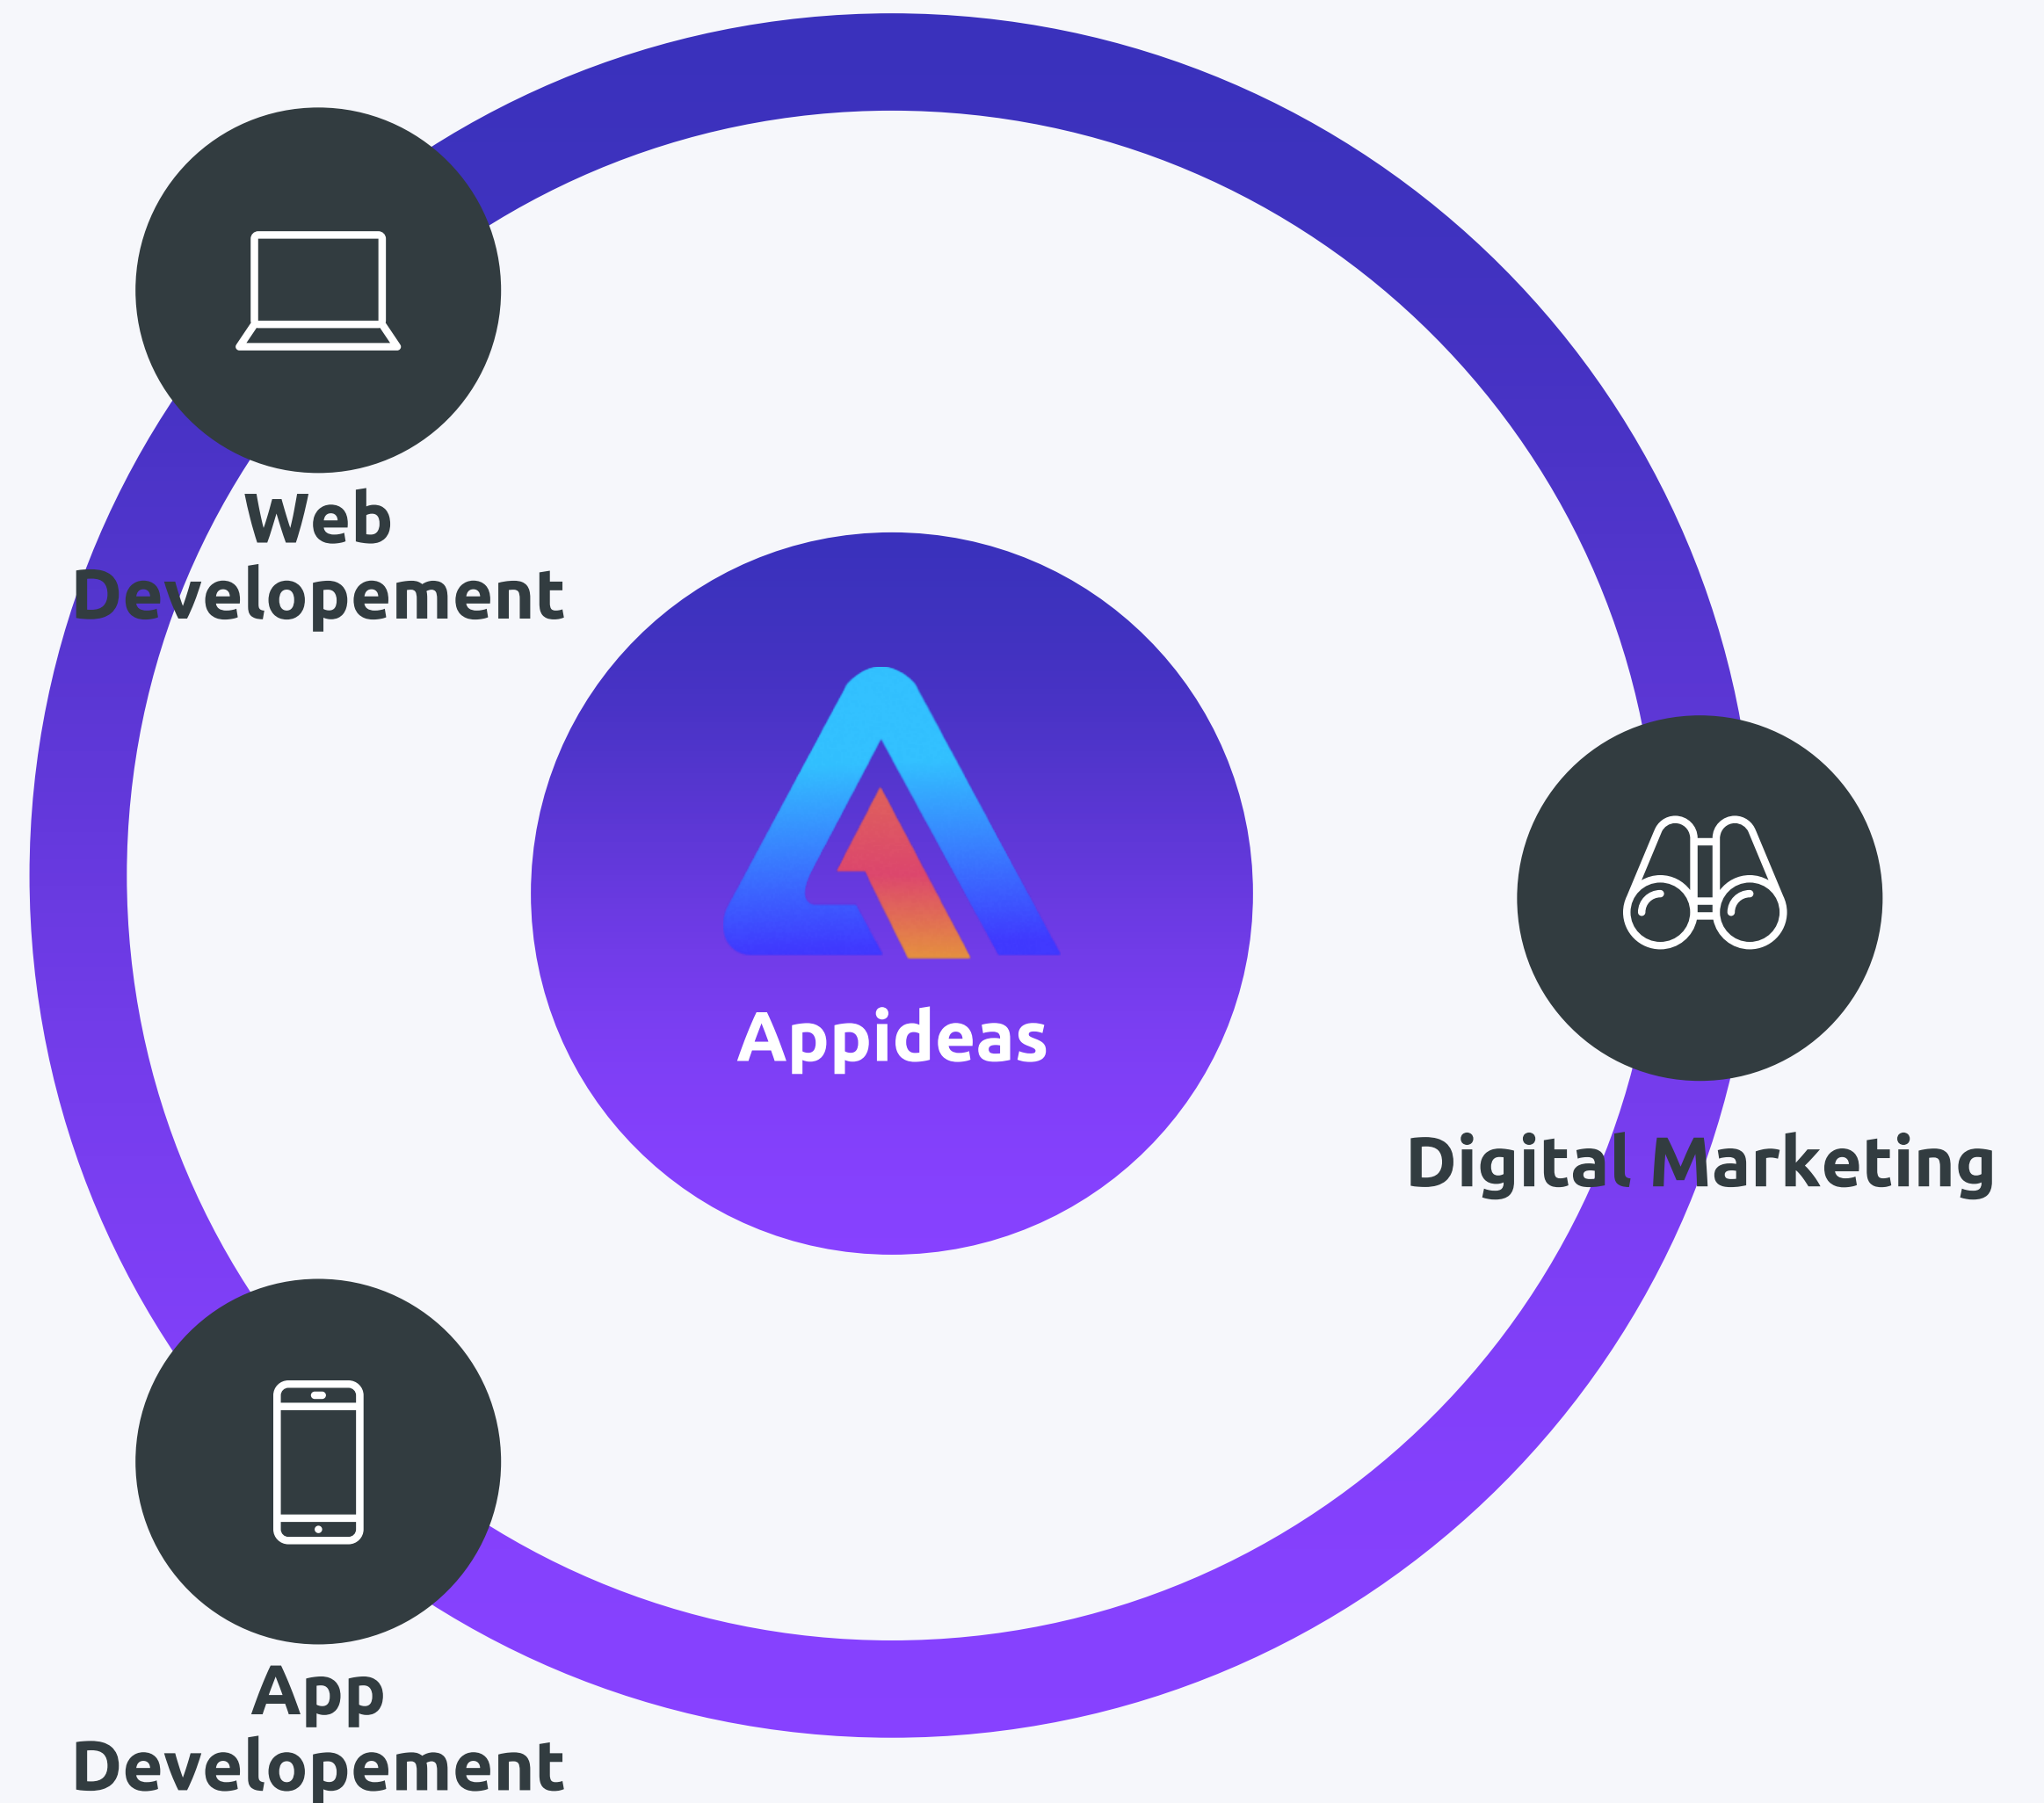 Web
Developement
Appideas
Digital Marketing
App
Developement